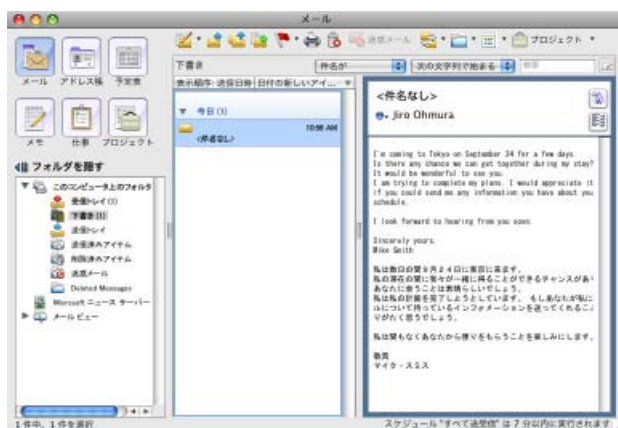 メール
迷惑メール
プロジェクト
下書き
件名が
次の文字列で始まる
メール
アドレス帳
予定表
表示順序: 送信日時
日付の新しいアイ...
今日 (1)
10:58 AM
<件名なし>
メモ
仕事
プロジェクト
フォルダを隠す
このコンピュータ上のフォルダ
受信トレイ (1)
下書き (1)
送信トレイ
送信済みアイテム
削除済みアイテム
迷惑メール
Deleted Messages
Microsoft ニュース サーバー
メール ビュー
<件名なし>
Jiro Ohmura
I'm coming to Tokyo on September 24 for a few days.
Is there any chance we can get together during my stay?
It would be wonderful to see you.
I am trying to complete my plans. I would appreciate it
if you could send me any information you have about you
schedule.
I look forward to hearing from you soon.
Sincerely yours.
Mike Smith
私は数日の間９月２４日に東京に来ます。
私の滞在の間に我々が一緒に得ることができるチャンスがあ
あなたに会うことは素晴らしいでしょう。
私は私の計画を完了しようとしています。 もしあなたが私に
ルについて持っているインフォメーションを送ってくれるこ
りがたく思うでしょう。
私は間もなくあなたから便りをもらうことを楽しみにします。
敬具
マイク・スミス
1 件中、1 件を選択
スケジュール "すべて送受信" は 7 分以内に実行されます